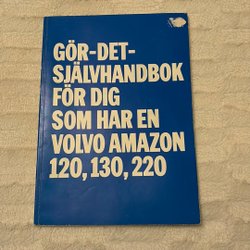 GÖR-DET-
SJÄLVHANDBOK
FÖR DIG
SOM HAR EN
VOLVO AMAZON
120, 130, 220